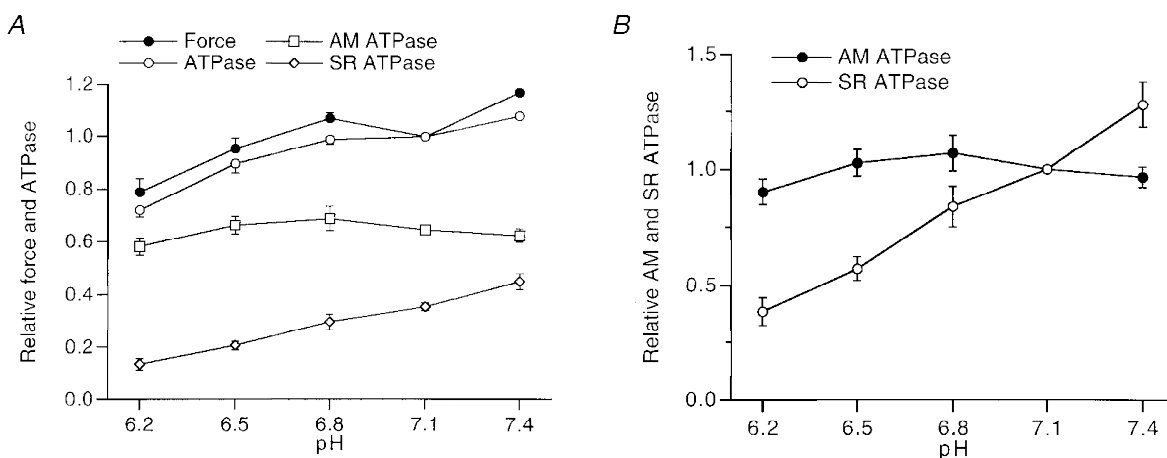 A
Force
AM ATPase
ATPase
SR ATPase
Relative force and ATPase
1.2
1.0
0.8
0.6
0.4
0.2
0.0
6.2
6.5
6.8
7.1
7.4
pH
B
AM ATPase
SR ATPase
Relative AM and SR ATPase
1.5
1.0
0.5
0.0
6.2
6.5
6.8
7.1
7.4
pH